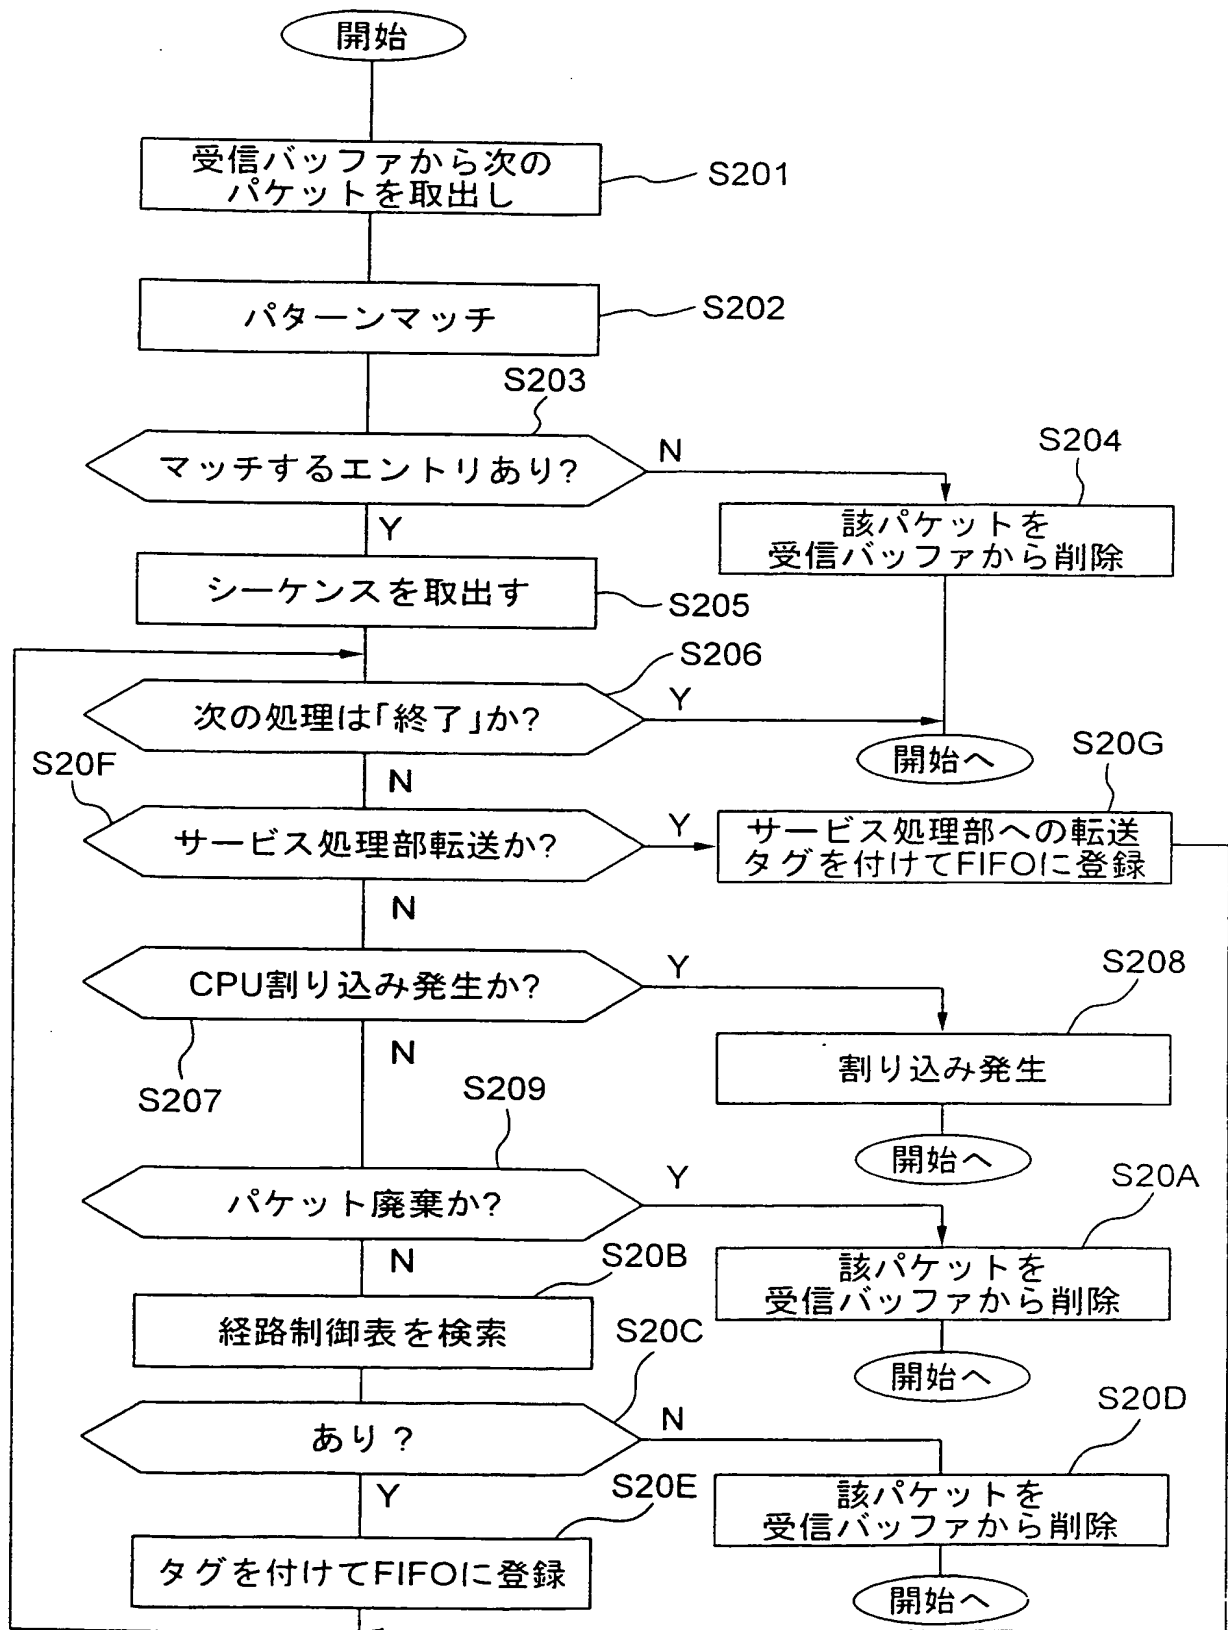 開始
受信バッファから次の
パケットを取出し
S201
パターンマッチ
S202
S203
マッチするエントリあり?
N
S204
Y
該パケットを
受信バッファから削除
シーケンスを取出す
S205
S206
次の処理は「終了」か?
Y
開始へ
S20F
N
S20G
サービス処理部転送か?
Y
サービス処理部への転送
タグを付けてFIFOに登録
N
CPU割り込み発生か?
Y
S208
S207
N
割り込み発生
開始へ
S209
パケット廃棄か?
Y
S20A
N
S20B
該パケットを
受信バッファから削除
経路制御表を検索
S20C
開始へ
あり?
N
S20D
Y
S20E
該パケットを
受信バッファから削除
タグを付けてFIFOに登録
開始へ